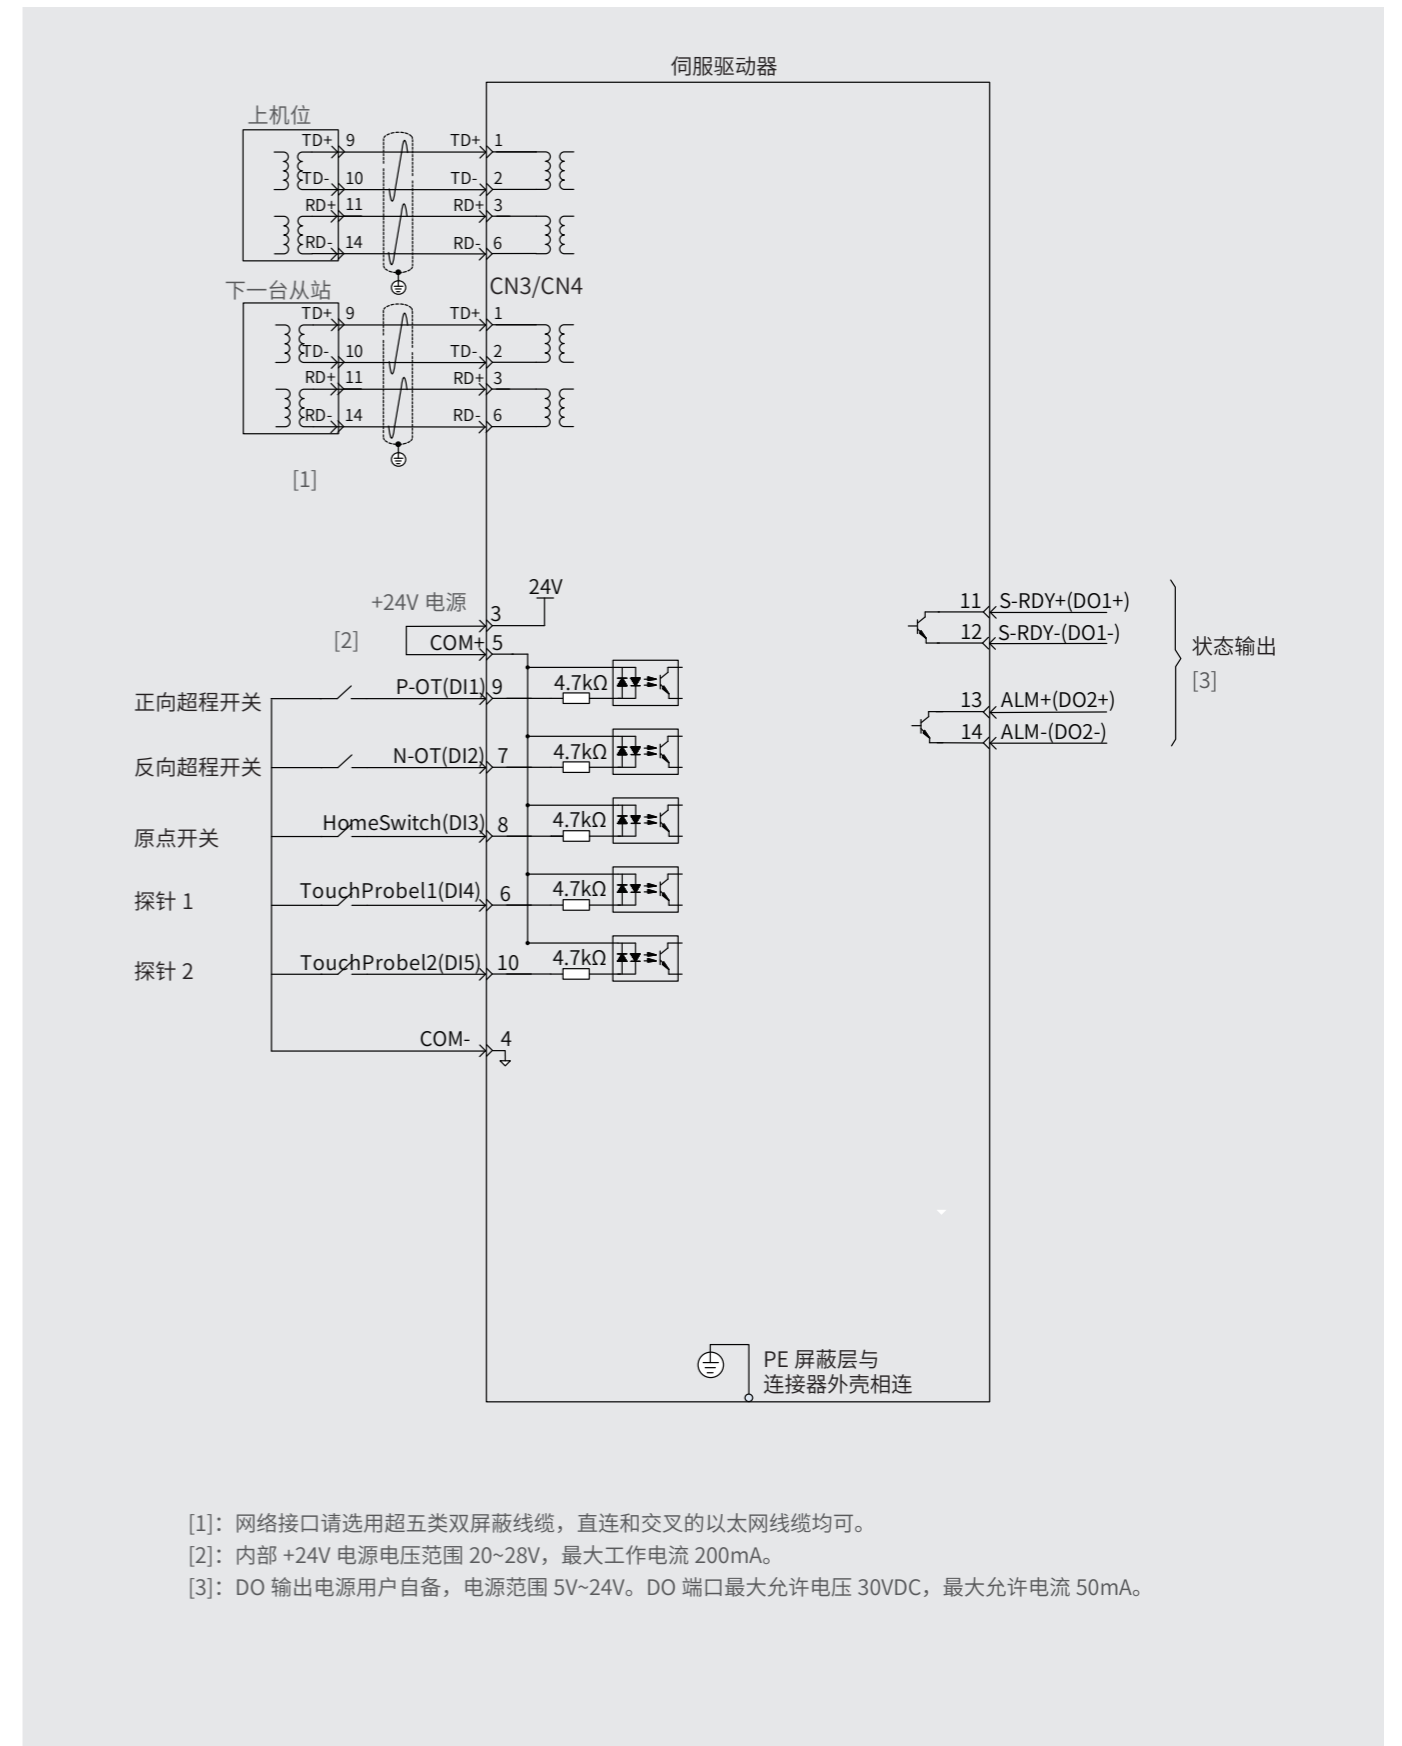 伺服驱动器
上机位
TD+ 9 TD+ 1
TD- 10 TD- 2
RD+ 11 RD+ 3
RD- 14 RD- 6
CN3/CN4
下一台从站
TD+ 9 TD+ 1
TD- 10 TD- 2
RD+ 11 RD+ 3
RD- 14 RD- 6
[1]
24V
+24V 电源 3
[2] COM+ 5
正向超程开关 P-OT(DI1) 9 4.7kΩ
反向超程开关 N-OT(DI2) 7 4.7kΩ
原点开关 HomeSwitch(DI3) 8 4.7kΩ
探针 1 TouchProbel1(DI4) 6 4.7kΩ
探针 2 TouchProbel2(DI5) 10 4.7kΩ
COM- 4
11 S-RDY+(DO1+)
12 S-RDY-(DO1-)
13 ALM+(DO2+)
14 ALM-(DO2-)
状态输出
[3]
PE 屏蔽层与
连接器外壳相连
[1]：网络接口请选用超五类双屏蔽线缆，直连和交叉的以太网线缆均可。
[2]：内部 +24V 电源电压范围 20~28V，最大工作电流 200mA。
[3]：DO 输出电源用户自备，电源范围 5V~24V。DO 端口最大允许电压 30VDC，最大允许电流 50mA。